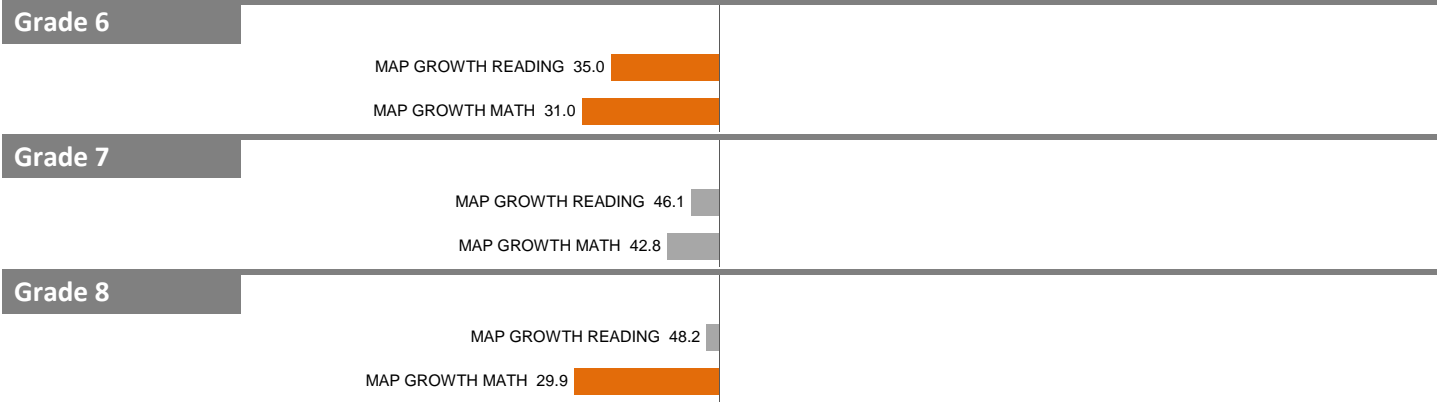 Grade 6
MAP GROWTH READING 35.0
MAP GROWTH MATH 31.0
Grade 7
MAP GROWTH READING 46.1
MAP GROWTH MATH 42.8
Grade 8
MAP GROWTH READING 48.2
MAP GROWTH MATH 29.9